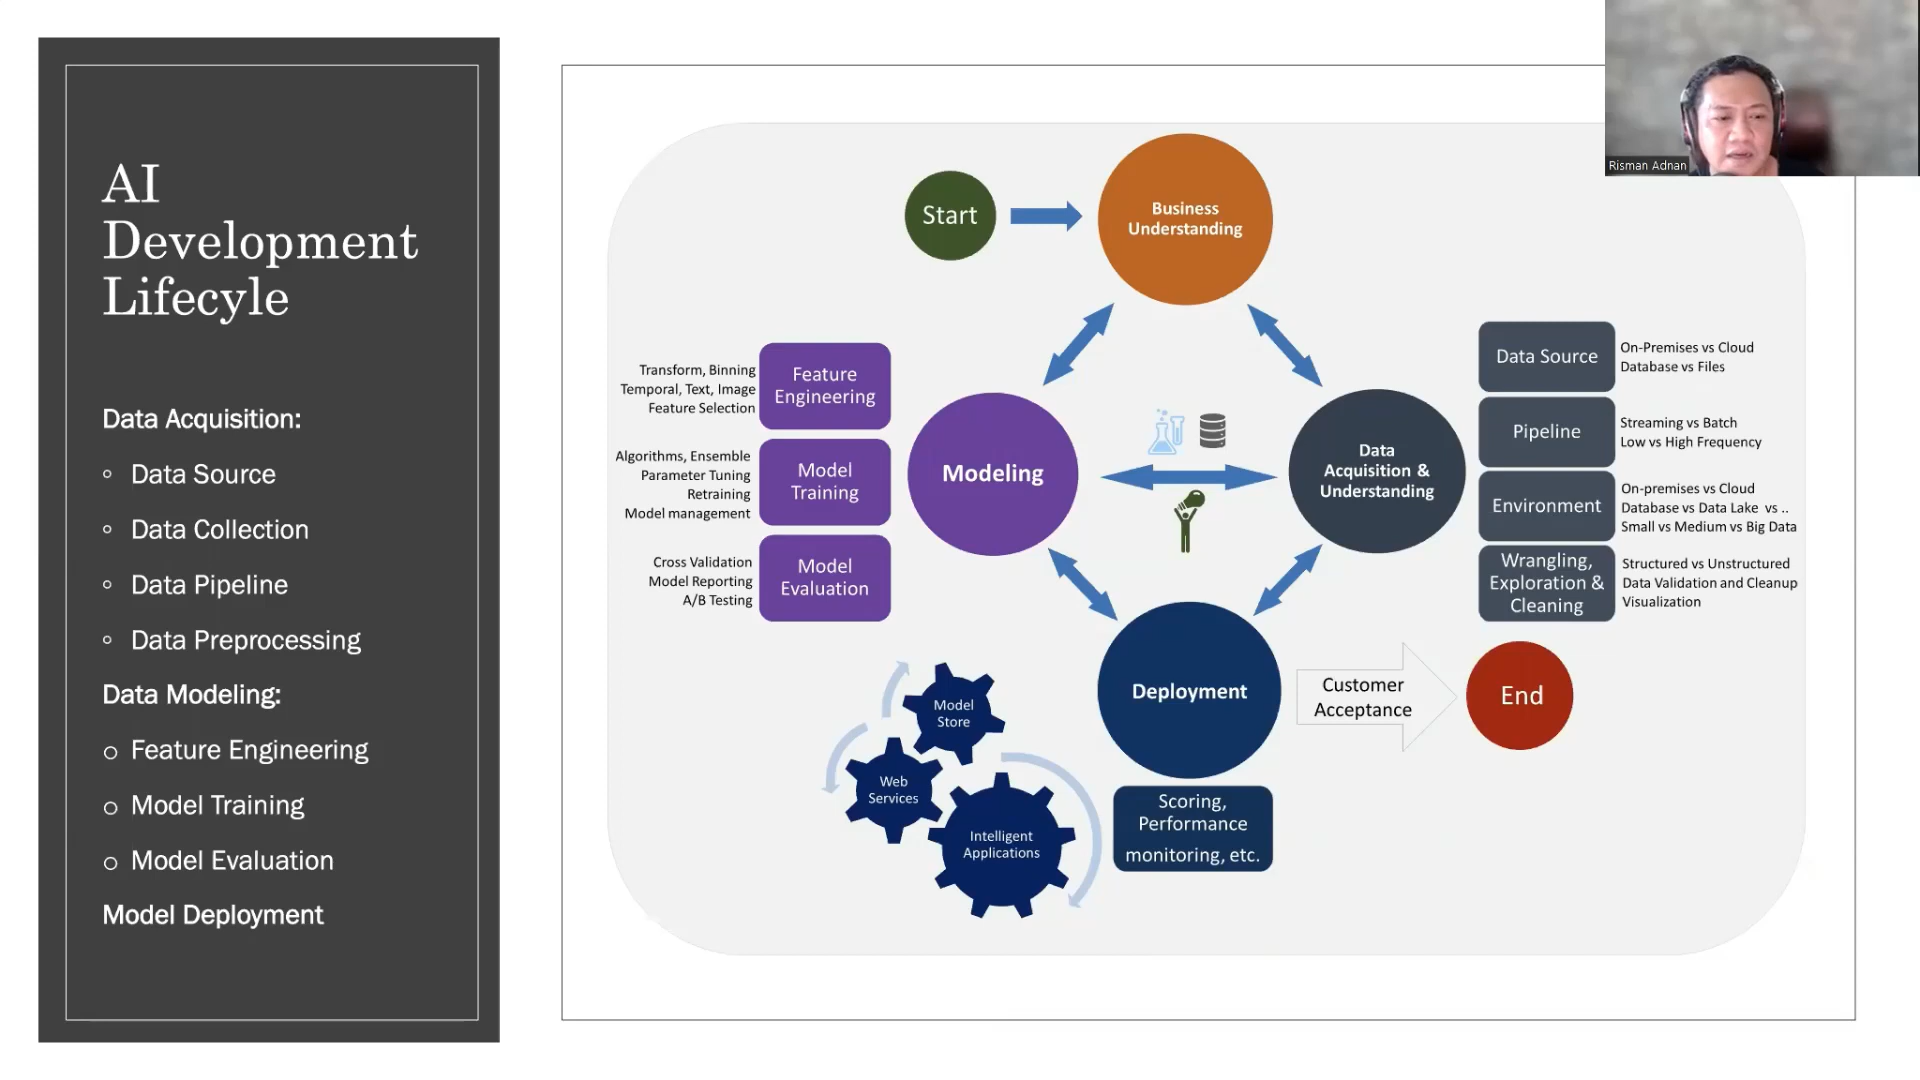 AI
Development
Lifecyle
Data Acquisition:
Data Source
Data Collection
Data Pipeline
Data Preprocessing
Data Modeling:
Feature Engineering
Model Training
Model Evaluation
Model Deployment
Start
Business
Understanding
Transform, Binning
Temporal, Text, Image
Feature Selection
Feature
Engineering
Algorithms, Ensemble
Parameter Tuning
Retraining
Model management
Model
Training
Cross Validation
Model Reporting
A/B Testing
Model
Evaluation
Modeling
Data
Acquisition &
Understanding
Data Source
On-Premises vs Cloud
Database vs Files
Pipeline
Streaming vs Batch
Low vs High Frequency
Environment
On-premises vs Cloud
Database vs Data Lake vs ..
Small vs Medium vs Big Data
Wrangling,
Exploration &
Cleaning
Structured vs Unstructured
Data Validation and Cleanup
Visualization
Deployment
Customer
Acceptance
End
Model
Store
Web
Services
Intelligent
Applications
Scoring,
Performance
monitoring, etc.
Risman Adnan